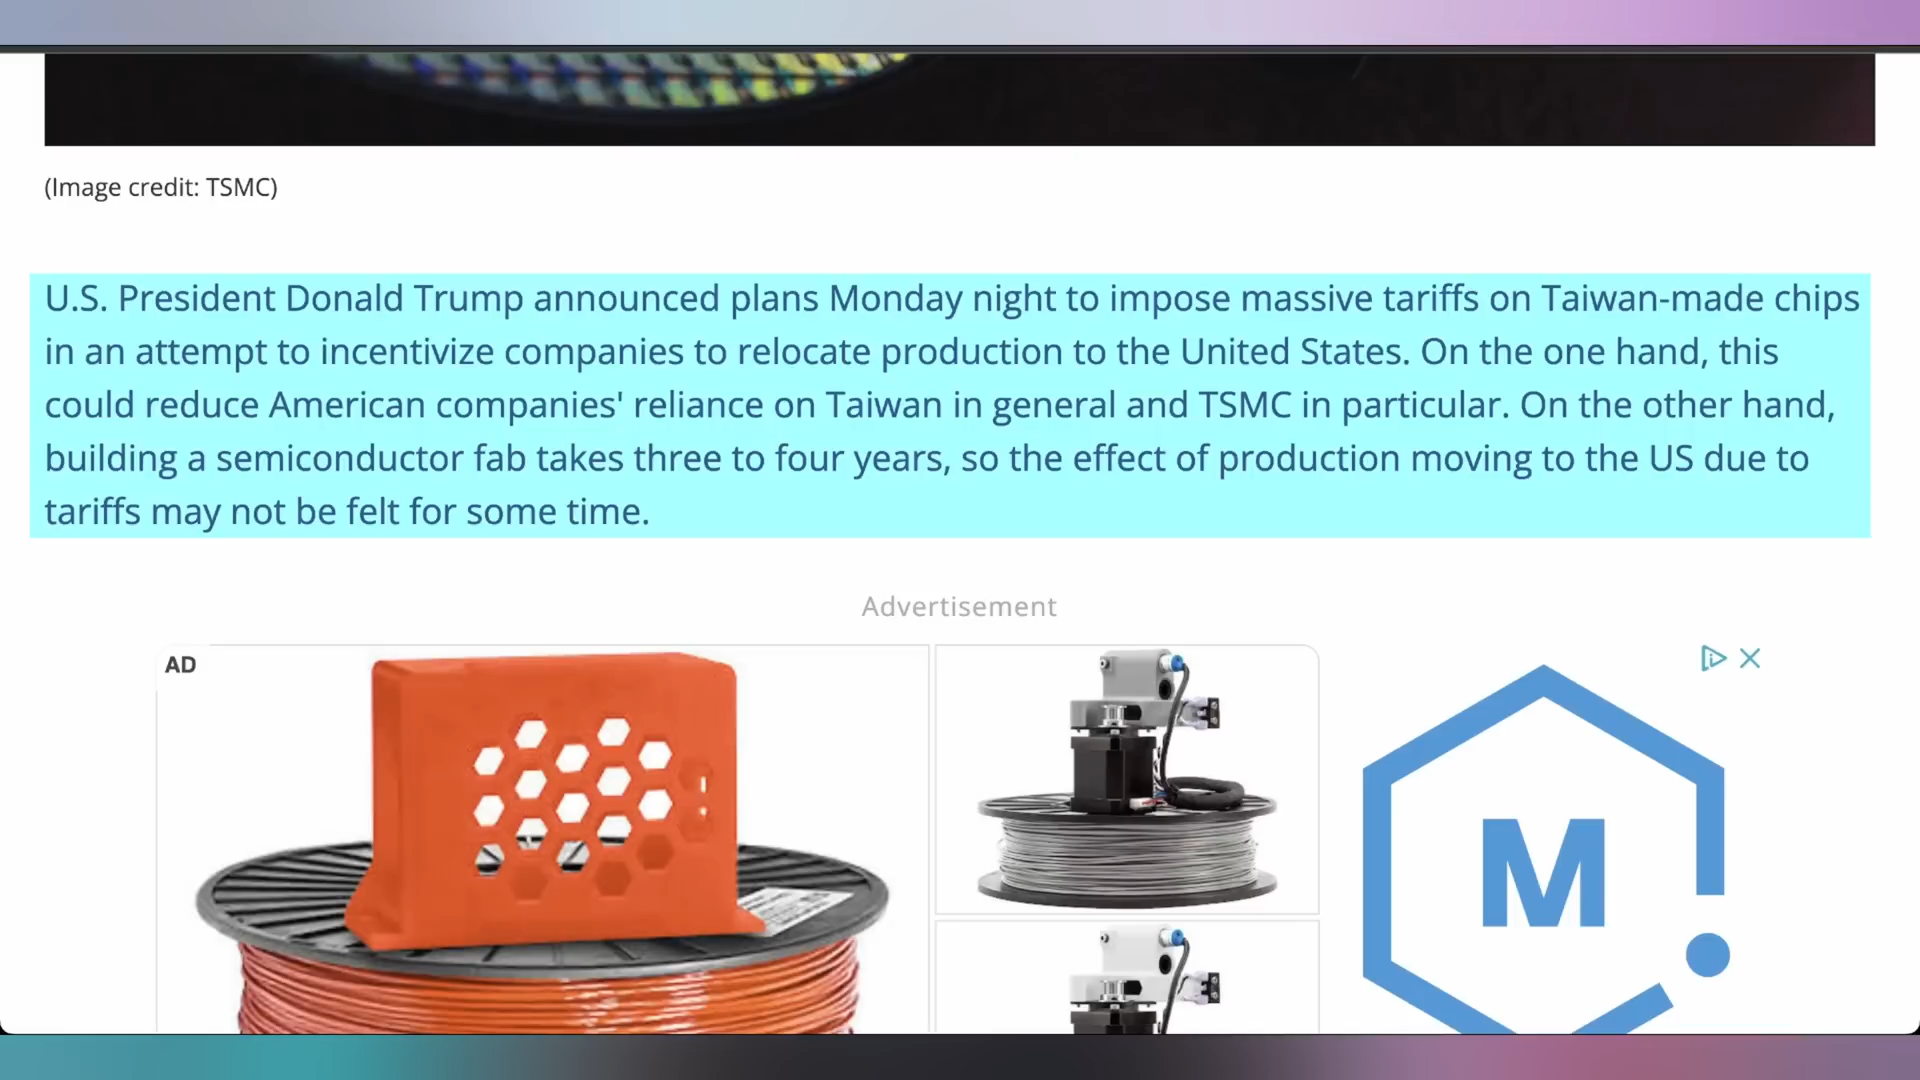 (Image credit: TSMC)
U.S. President Donald Trump announced plans Monday night to impose massive tariffs on Taiwan-made chips
in an attempt to incentivize companies to relocate production to the United States. On the one hand, this
could reduce American companies' reliance on Taiwan in general and TSMC in particular. On the other hand,
building a semiconductor fab takes three to four years, so the effect of production moving to the US due to
tariffs may not be felt for some time.
Advertisement
AD
M